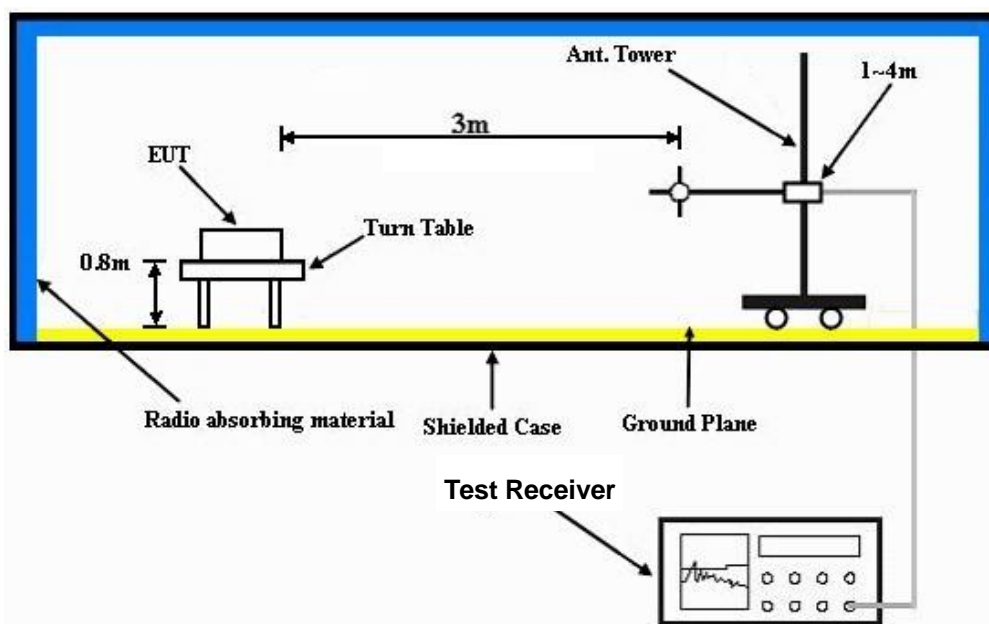 Ant. Tower
1~4m
3m
EUT
Turn Table
0.8m
Radio absorbing material
Shielded Case
Ground Plane
Test Receiver